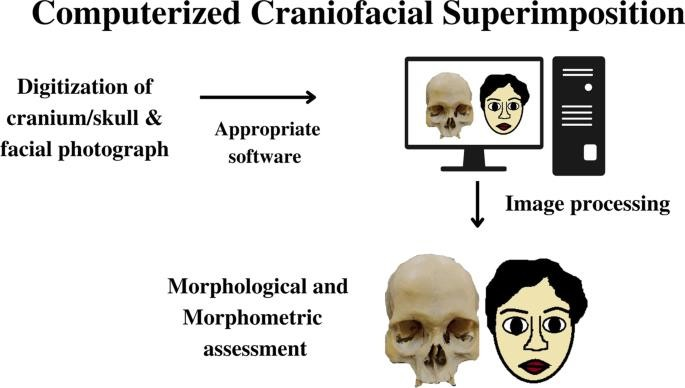 Computerized Craniofacial Superimposition
Digitization of
cranium/skull &
facial photograph
Appropriate
software
Image processing
Morphological and
Morphometric
assessment